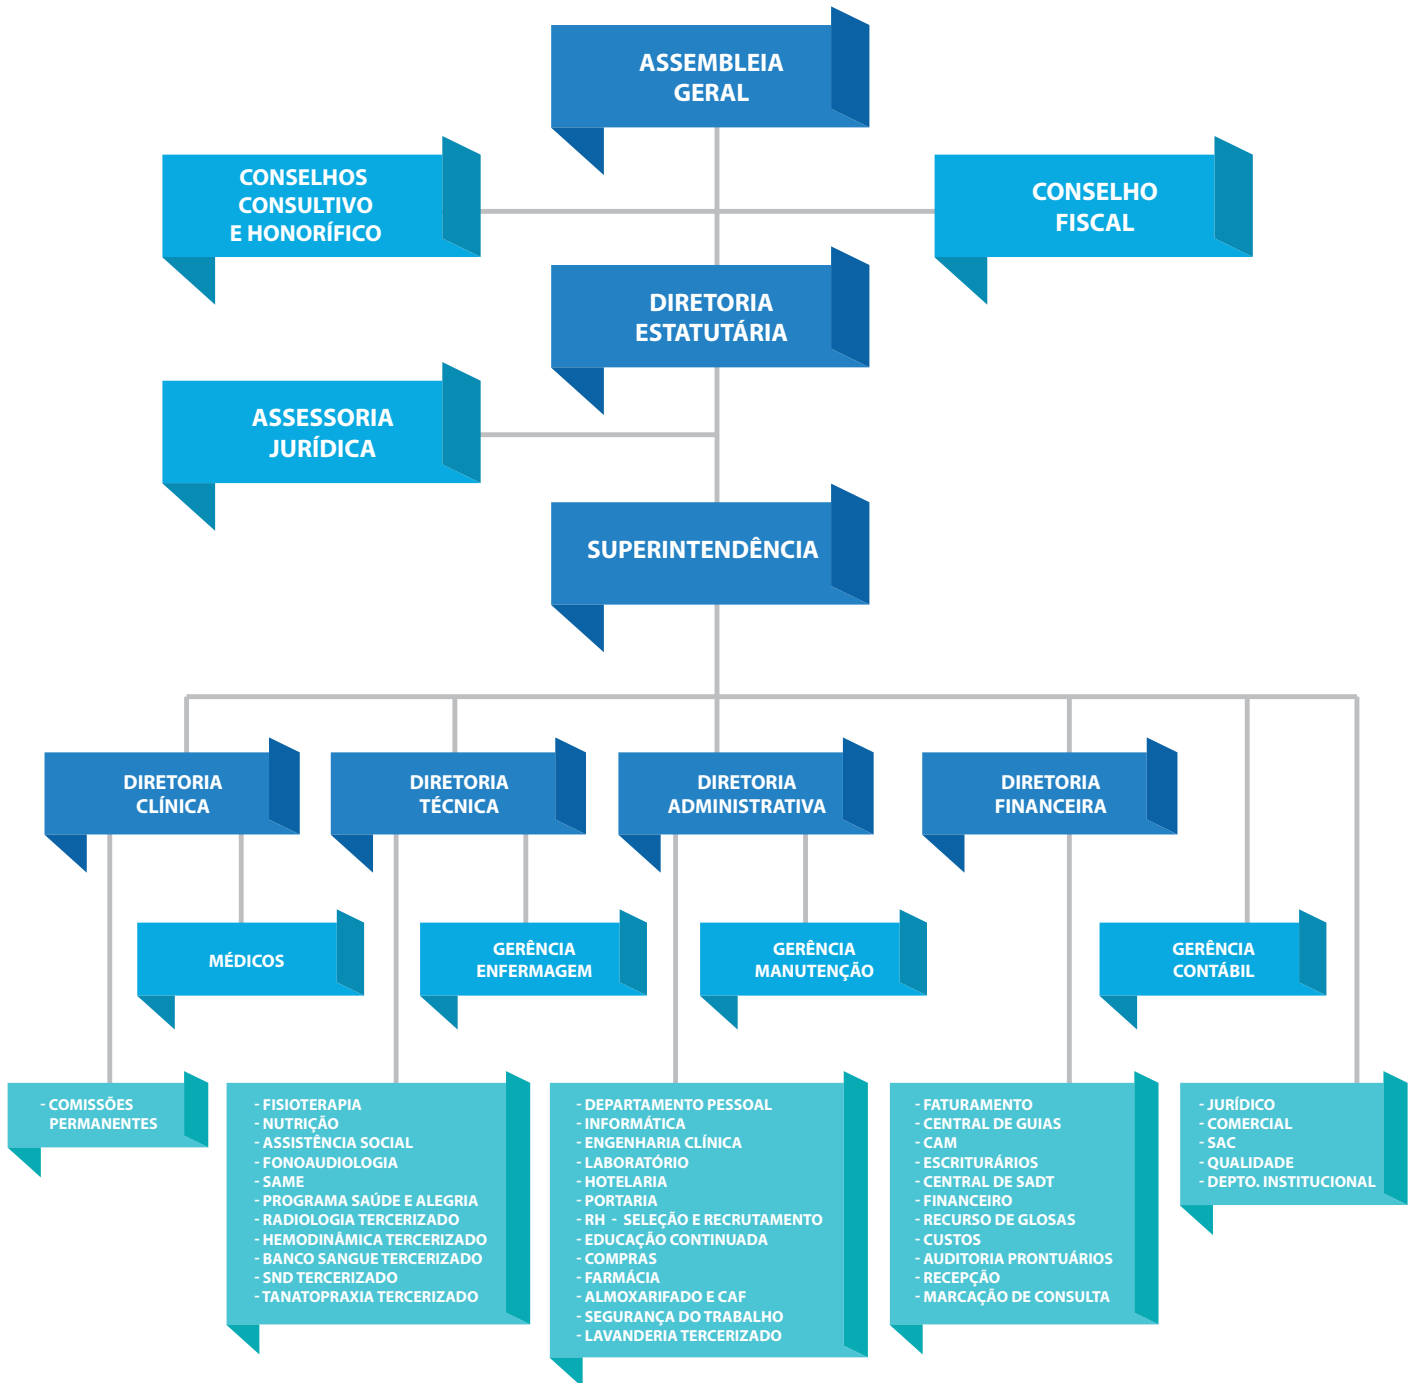 ASSEMBLEIA
GERAL
CONSELHOS
CONSULTIVO
E HONORÍFICO
CONSELHO
FISCAL
DIRETORIA
ESTATUTÁRIA
ASSESSORIA
JURÍDICA
SUPERINTENDÊNCIA
DIRETORIA
CLÍNICA
DIRETORIA
TÉCNICA
DIRETORIA
ADMINISTRATIVA
DIRETORIA
FINANCEIRA
MÉDICOS
GERÊNCIA
ENFERMAGEM
GERÊNCIA
MANUTENÇÃO
GERÊNCIA
CONTÁBIL
- COMISSÕES
PERMANENTES
- FISIOTERAPIA
- NUTRIÇÃO
- ASSISTÊNCIA SOCIAL
- FONOAUDIOLOGIA
- SAME
- PROGRAMA SAÚDE E ALEGRIA
- RADIOLOGIA TERCERIZADO
- HEMODINÂMICA TERCERIZADO
- BANCO SANGUE TERCERIZADO
- SND TERCERIZADO
- TANATOPRAXIA TERCERIZADO
- DEPARTAMENTO PESSOAL
- INFORMÁTICA
- ENGENHARIA CLÍNICA
- LABORATÓRIO
- HOTELARIA
- PORTARIA
- RH - SELEÇÃO E RECRUTAMENTO
- EDUCAÇÃO CONTINUADA
- COMPRAS
- FARMÁCIA
- ALMOXARIFADO E CAF
- SEGURANÇA DO TRABALHO
- LAVANDERIA TERCERIZADO
- FATURAMENTO
- CENTRAL DE GUIAS
- CAM
- ESCRITURÁRIOS
- CENTRAL DE SADT
- FINANCEIRO
- RECURSO DE GLOSAS
- CUSTOS
- AUDITORIA PRONTUÁRIOS
- RECEPÇÃO
- MARCAÇÃO DE CONSULTA
- JURÍDICO
- COMERCIAL
- SAC
- QUALIDADE
- DEPTO. INSTITUCIONAL